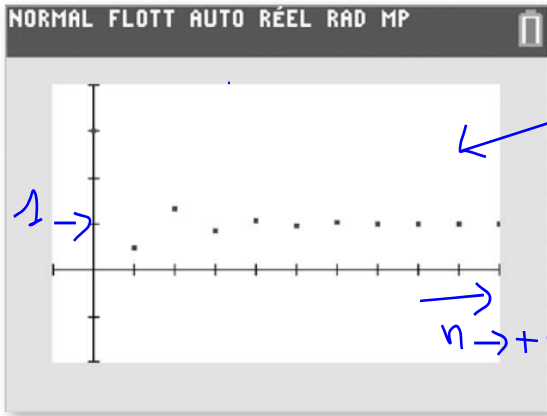 NORMAL FLOTT AUTO RÉEL RAD MP
1 →
n → +